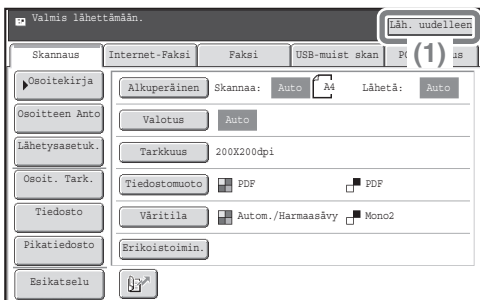 Valmis lähettämään.
Läh. uudelleen
Skannaus Internet-Faksi Faksi USB-muist skan
(1)
Osoitekirja
Alkuperäinen Skannaa: Auto A4 Lähetä: Auto
Osoitteen Anto
Valotus Auto
Lähetysasetuk.
Tarkkuus 200X200dpi
Osoit. Tark.
Tiedostomuoto PDF PDF
Tiedosto
Väritila Autom./Harmaasävy Mono2
Pikatiedosto
Erikoistoimin.
Esikatselu